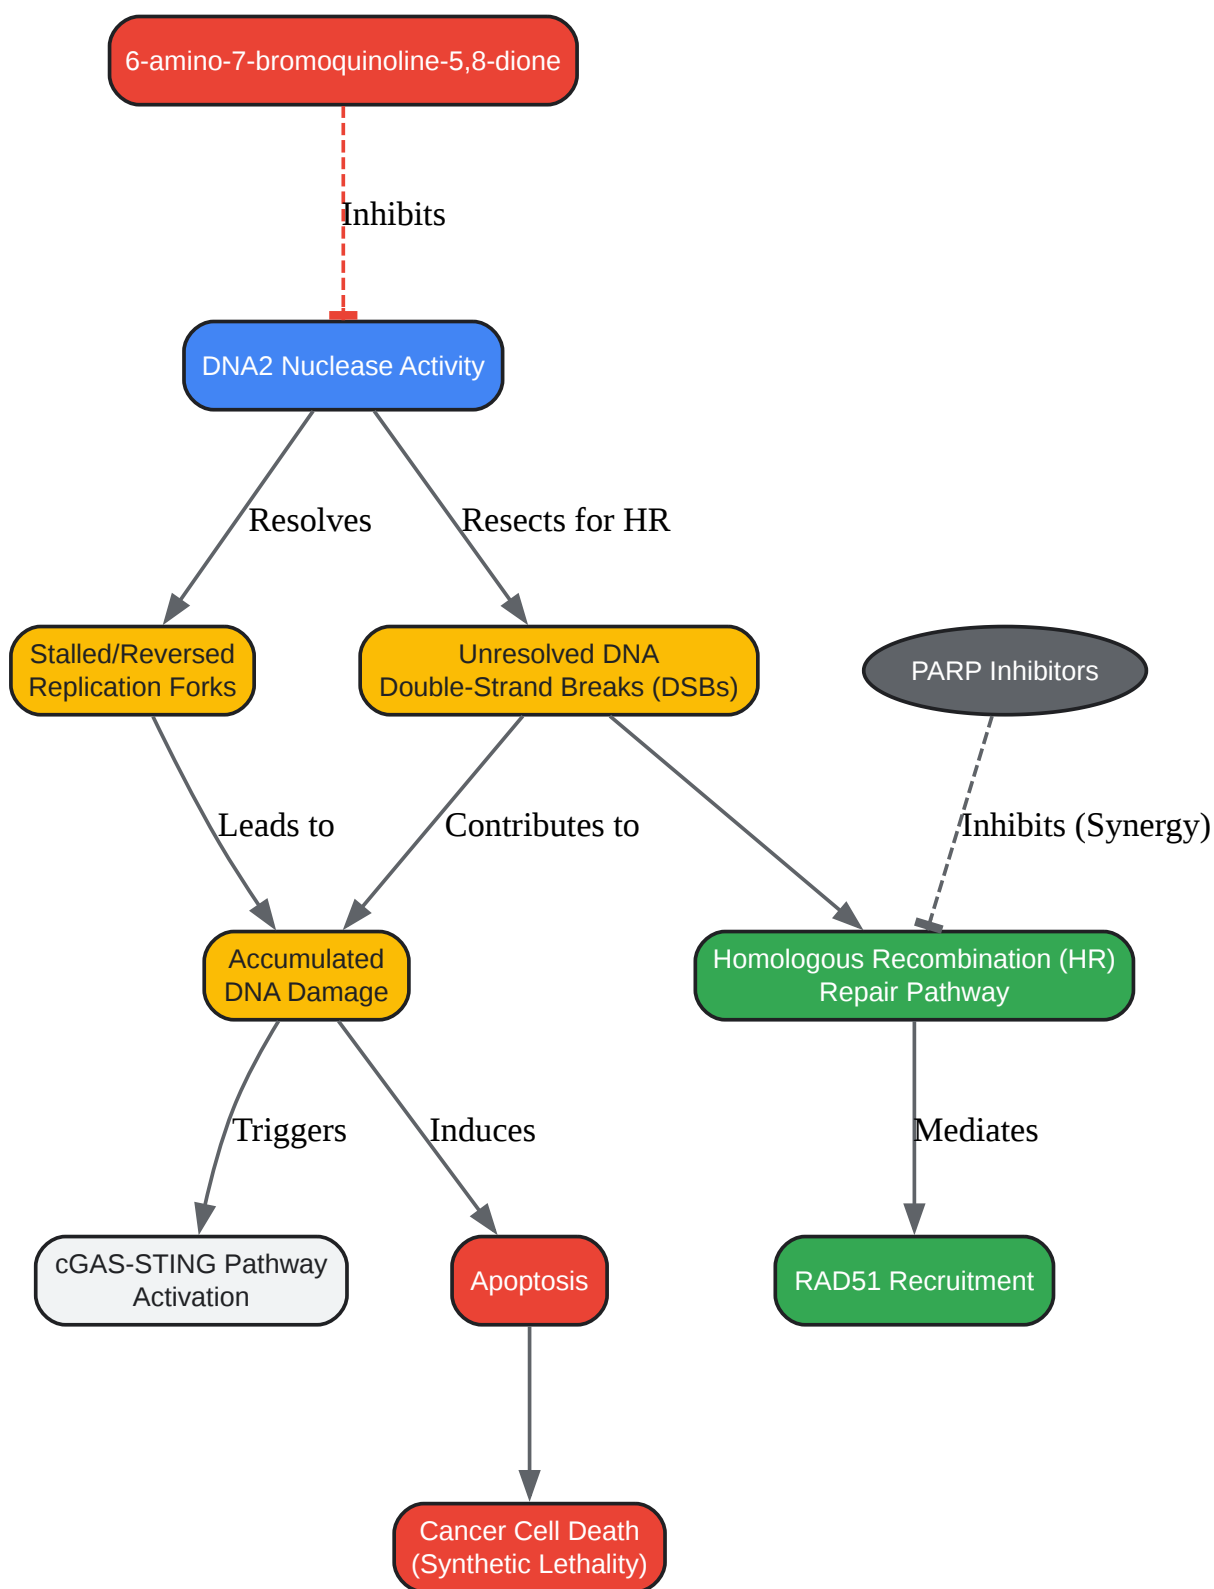 6-amino-7-bromoquinoline-5,8-dione
Inhibits
DNA2 Nuclease Activity
Resolves
Resects for HR
Stalled/Reversed
Replication Forks
Unresolved DNA
Double-Strand Breaks (DSBs)
PARP Inhibitors
Leads to
Contributes to
Inhibits (Synergy)
Accumulated
DNA Damage
Homologous Recombination (HR)
Repair Pathway
Triggers
Induces
Mediates
cGAS-STING Pathway
Activation
Apoptosis
RAD51 Recruitment
Cancer Cell Death
(Synthetic Lethality)